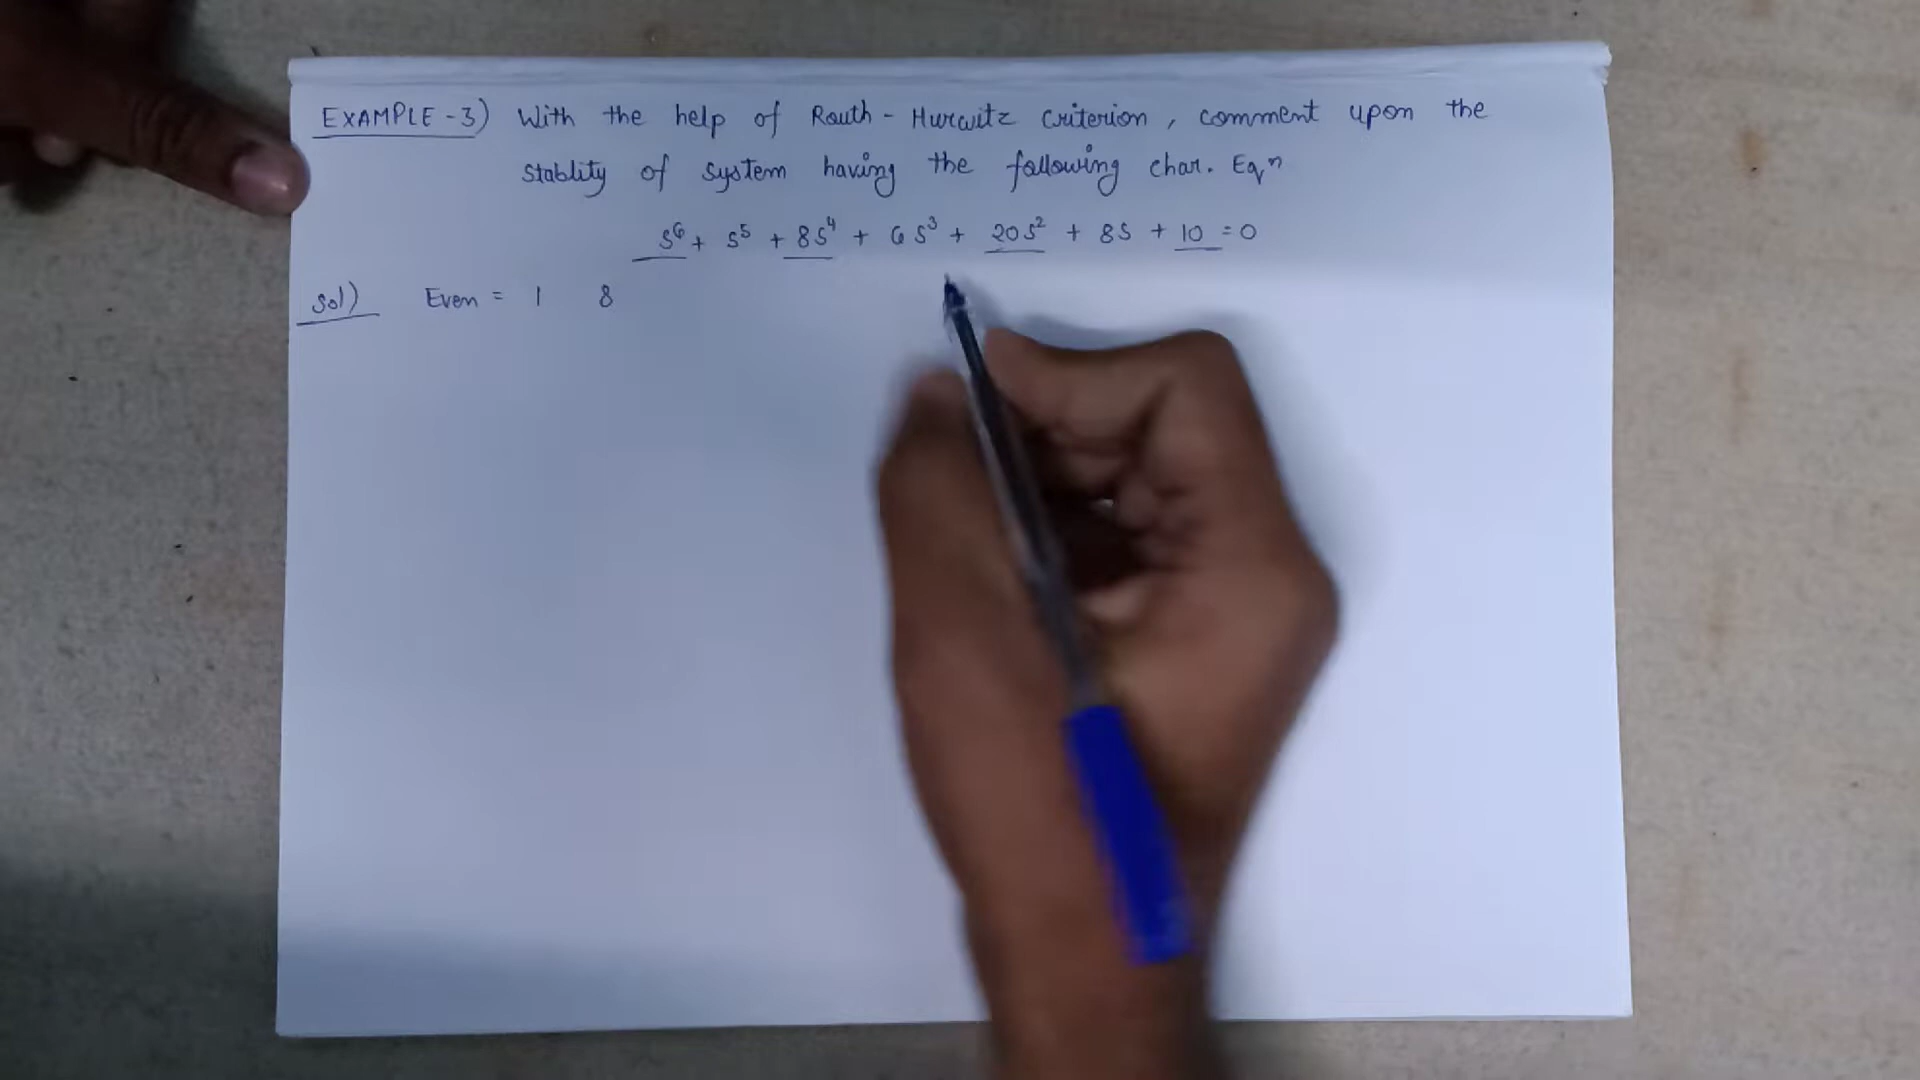 EXAMPLE-3) With the help of Routh - Hurwitz criterion, comment upon the
Stablity of system having the following char. Eqⁿ
s⁶ + s⁵ + 8s⁴ + 6s³ + 20s² + 8s + 10 = 0
Sol) Even = 1 8